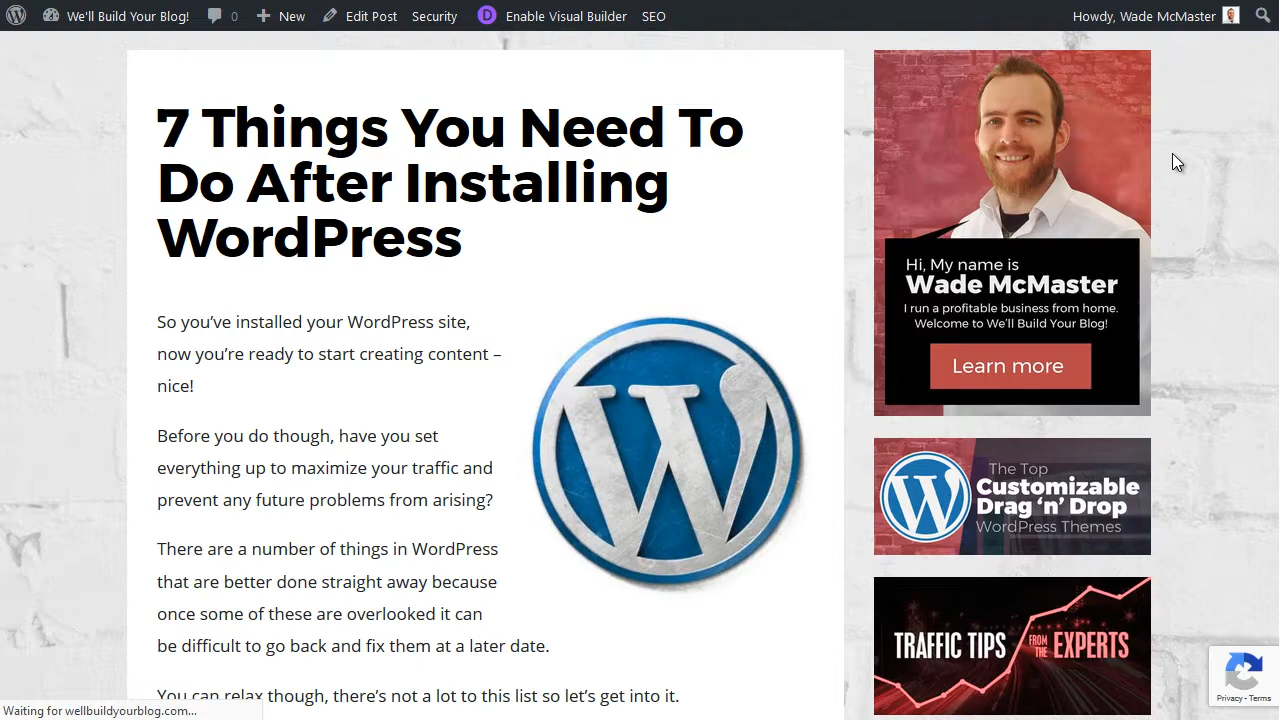 We'll Build Your Blog! 0 New Edit Post Security D Enable Visual Builder SEO Howdy, Wade McMaster
7 Things You Need To
Do After Installing
WordPress
So you've installed your WordPress site,
now you're ready to start creating content –
nice!
Before you do though, have you set
everything up to maximize your traffic and
prevent any future problems from arising?
There are a number of things in WordPress
that are better done straight away because
once some of these are overlooked it can
be difficult to go back and fix them at a later date.
You can relax though, there's not a lot to this list so let's get into it.
Waiting for wellbuildyourblog.com...
Hi, My name is
Wade McMaster
I run a profitable business from home.
Welcome to We'll Build Your Blog!
Learn more
The Top
Customizable
Drag 'n' Drop
WordPress Themes
TRAFFIC TIPS FROM THE EXPERTS
Privacy - Terms